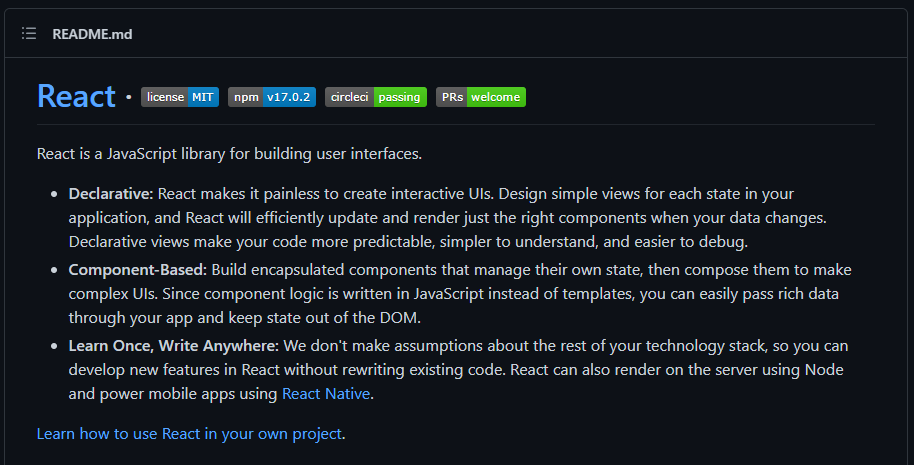 README.md
React · license MIT npm v17.0.2 circleci passing PRs welcome
React is a JavaScript library for building user interfaces.
• Declarative: React makes it painless to create interactive UIs. Design simple views for each state in your
application, and React will efficiently update and render just the right components when your data changes.
Declarative views make your code more predictable, simpler to understand, and easier to debug.
• Component-Based: Build encapsulated components that manage their own state, then compose them to make
complex UIs. Since component logic is written in JavaScript instead of templates, you can easily pass rich data
through your app and keep state out of the DOM.
• Learn Once, Write Anywhere: We don't make assumptions about the rest of your technology stack, so you can
develop new features in React without rewriting existing code. React can also render on the server using Node
and power mobile apps using React Native.
Learn how to use React in your own project.